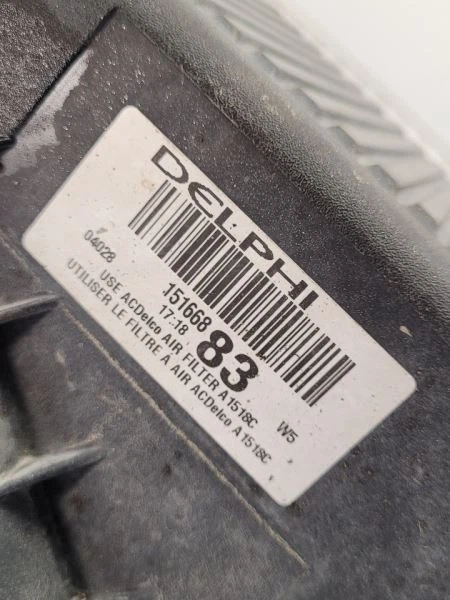 DELPHI
151668 83
04028 17:18 W5
USE ACDelco AIR FILTER A1518C
UTILISER LE FILTRE A AIR ACDelco A1518C